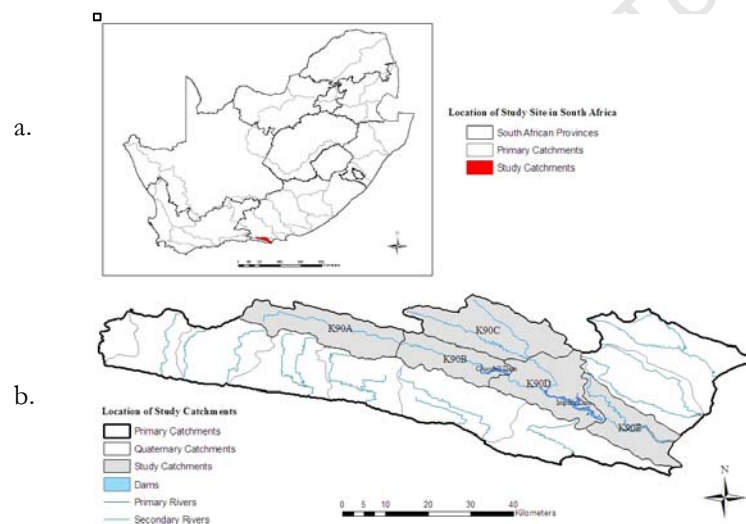 a.
Location of Study Site in South Africa
South African Provinces
Primary Catchments
Study Catchments
b.
K90A
K90C
K90B
K90D
K90E
Location of Study Catchments
Primary Catchments
Quaternary Catchments
Study Catchments
Dams
Primary Rivers
Secondary Rivers
N
0 5 10 20 30 40
Kilometers